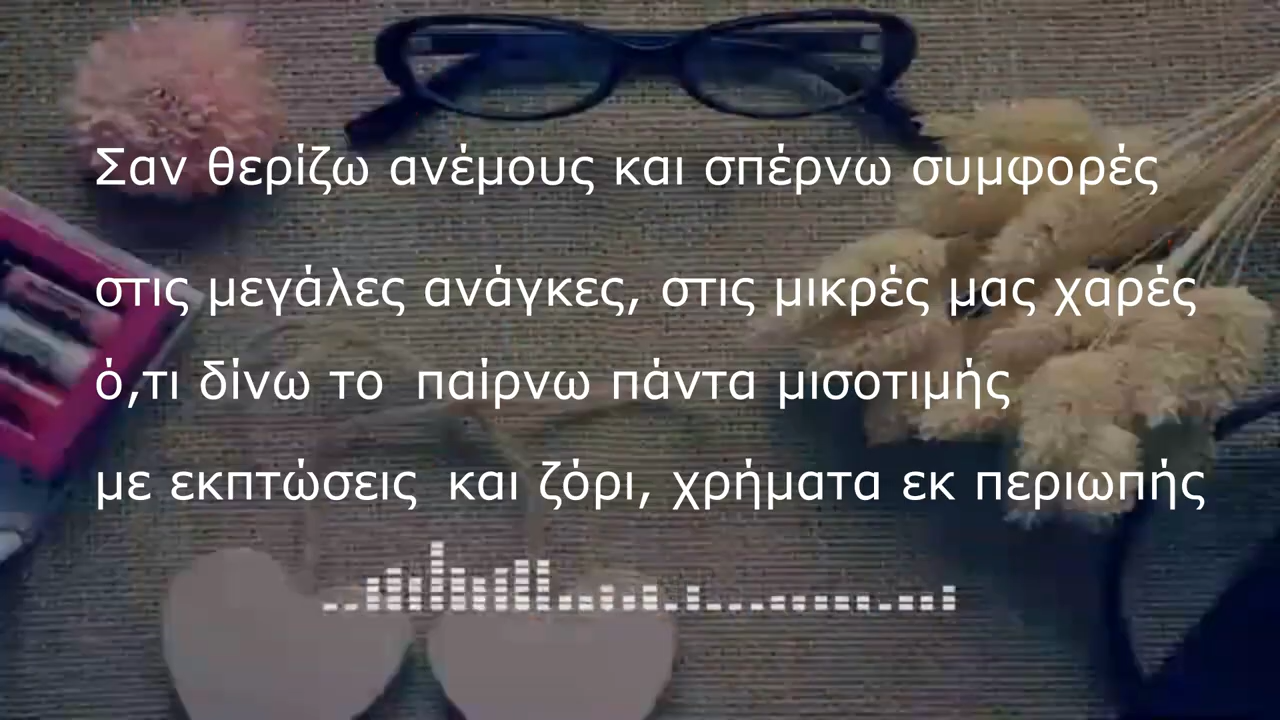 Σαν θερίζω ανέμους και σπέρνω συμφορές
στις μεγάλες ανάγκες, στις μικρές μας χαρές
ό,τι δίνω το παίρνω πάντα μισοτιμής
με εκπτώσεις και ζόρι, χρήματα εκ περιωπής